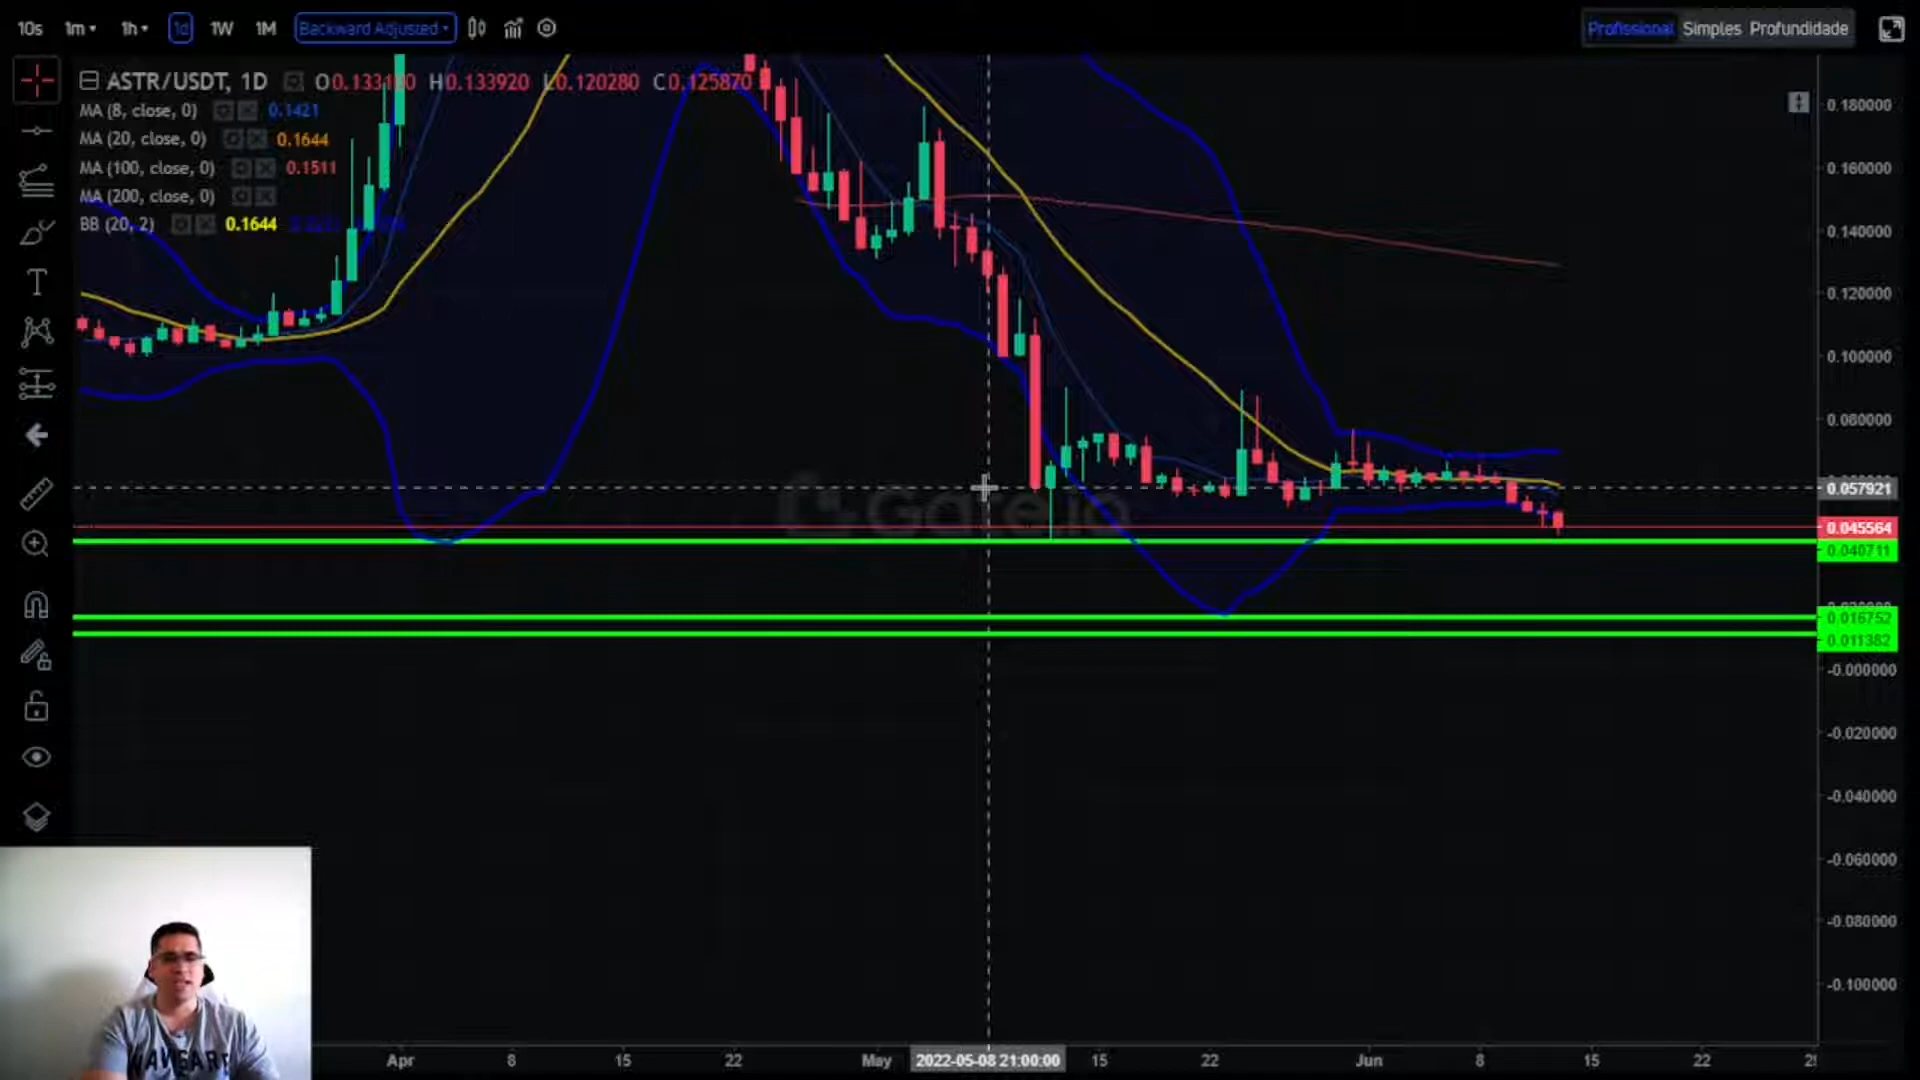 10s 1m 1h 1d 1W 1M Backward Adjusted Profissional Simples Profundidade
ASTR/USDT, 1D O0.133100 H0.133920 L0.120280 C0.125870
MA (8, close, 0) 0.1421
MA (20, close, 0) 0.1644
MA (100, close, 0) 0.1511
MA (200, close, 0)
BB (20, 2) 0.1644
T
0.180000
0.160000
0.140000
0.120000
0.100000
0.080000
0.057921
0.045564
0.040711
0.016752
0.011382
-0.000000
-0.020000
-0.040000
-0.060000
-0.080000
-0.100000
Gate.io
Apr 8 15 22 May 2022-05-08 21:00:00 15 22 Jun 8 15 22